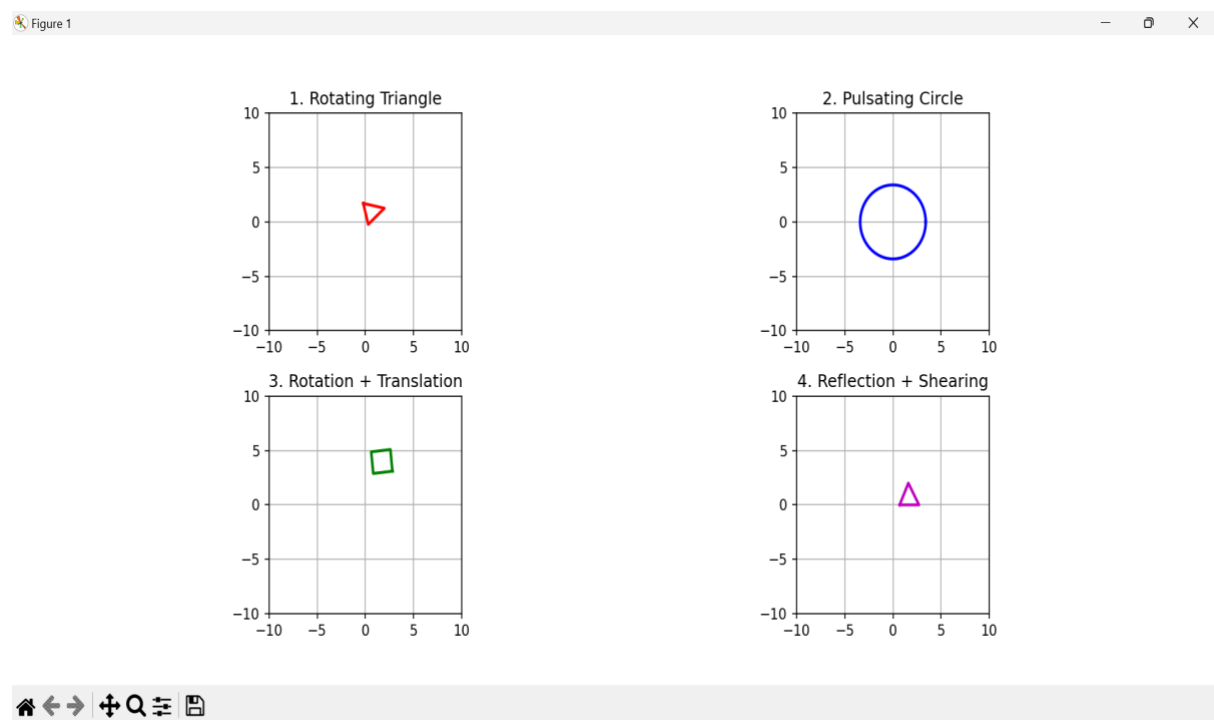 Figure 1
1. Rotating Triangle
10
5
0
−5
−10
−10 −5 0 5 10
2. Pulsating Circle
10
5
0
−5
−10
−10 −5 0 5 10
3. Rotation + Translation
10
5
0
−5
−10
−10 −5 0 5 10
4. Reflection + Shearing
10
5
0
−5
−10
−10 −5 0 5 10